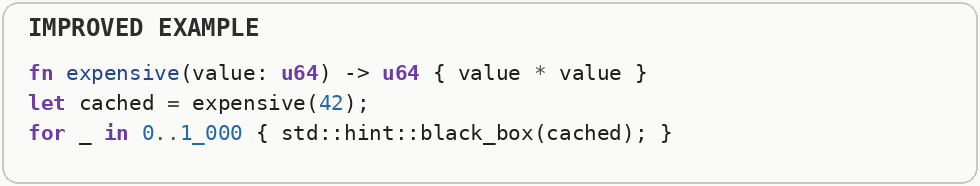 IMPROVED EXAMPLE
fn expensive(value: u64) -> u64 { value * value }
let cached = expensive(42);
for _ in 0..1_000 { std::hint::black_box(cached); }